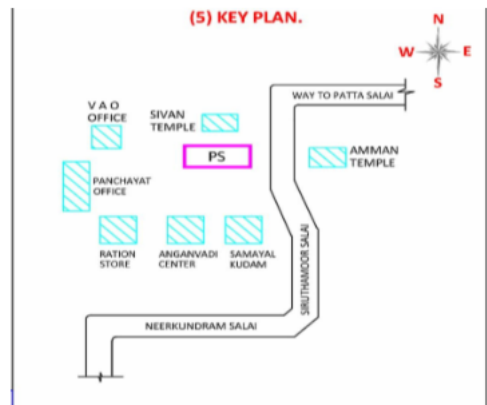 (5) KEY PLAN.
N
W E
S
WAY TO PATTA SALAI
V A O
OFFICE
SIVAN
TEMPLE
PS
AMMAN
TEMPLE
PANCHAYAT
OFFICE
RATION
STORE
ANGANVADI
CENTER
SAMAYAL
KUDAM
SIRUTHAMOOR SALAI
NEERKUNDRAM SALAI